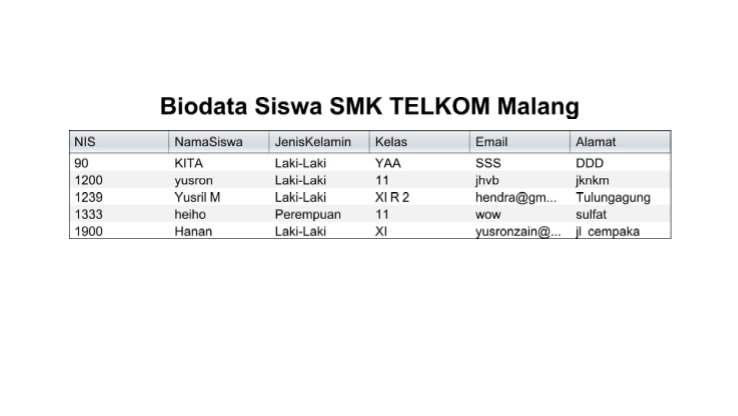 Biodata Siswa SMK TELKOM Malang
NIS NamaSiswa JenisKelamin Kelas Email Alamat
90 KITA Laki-Laki YAA SSS DDD
1200 yusron Laki-Laki 11 jhvb jknkm
1239 Yusril M Laki-Laki XI R 2 hendra@gm... Tulungagung
1333 heiho Perempuan 11 wow sulfat
1900 Hanan Laki-Laki XI yusronzain@... jl cempaka